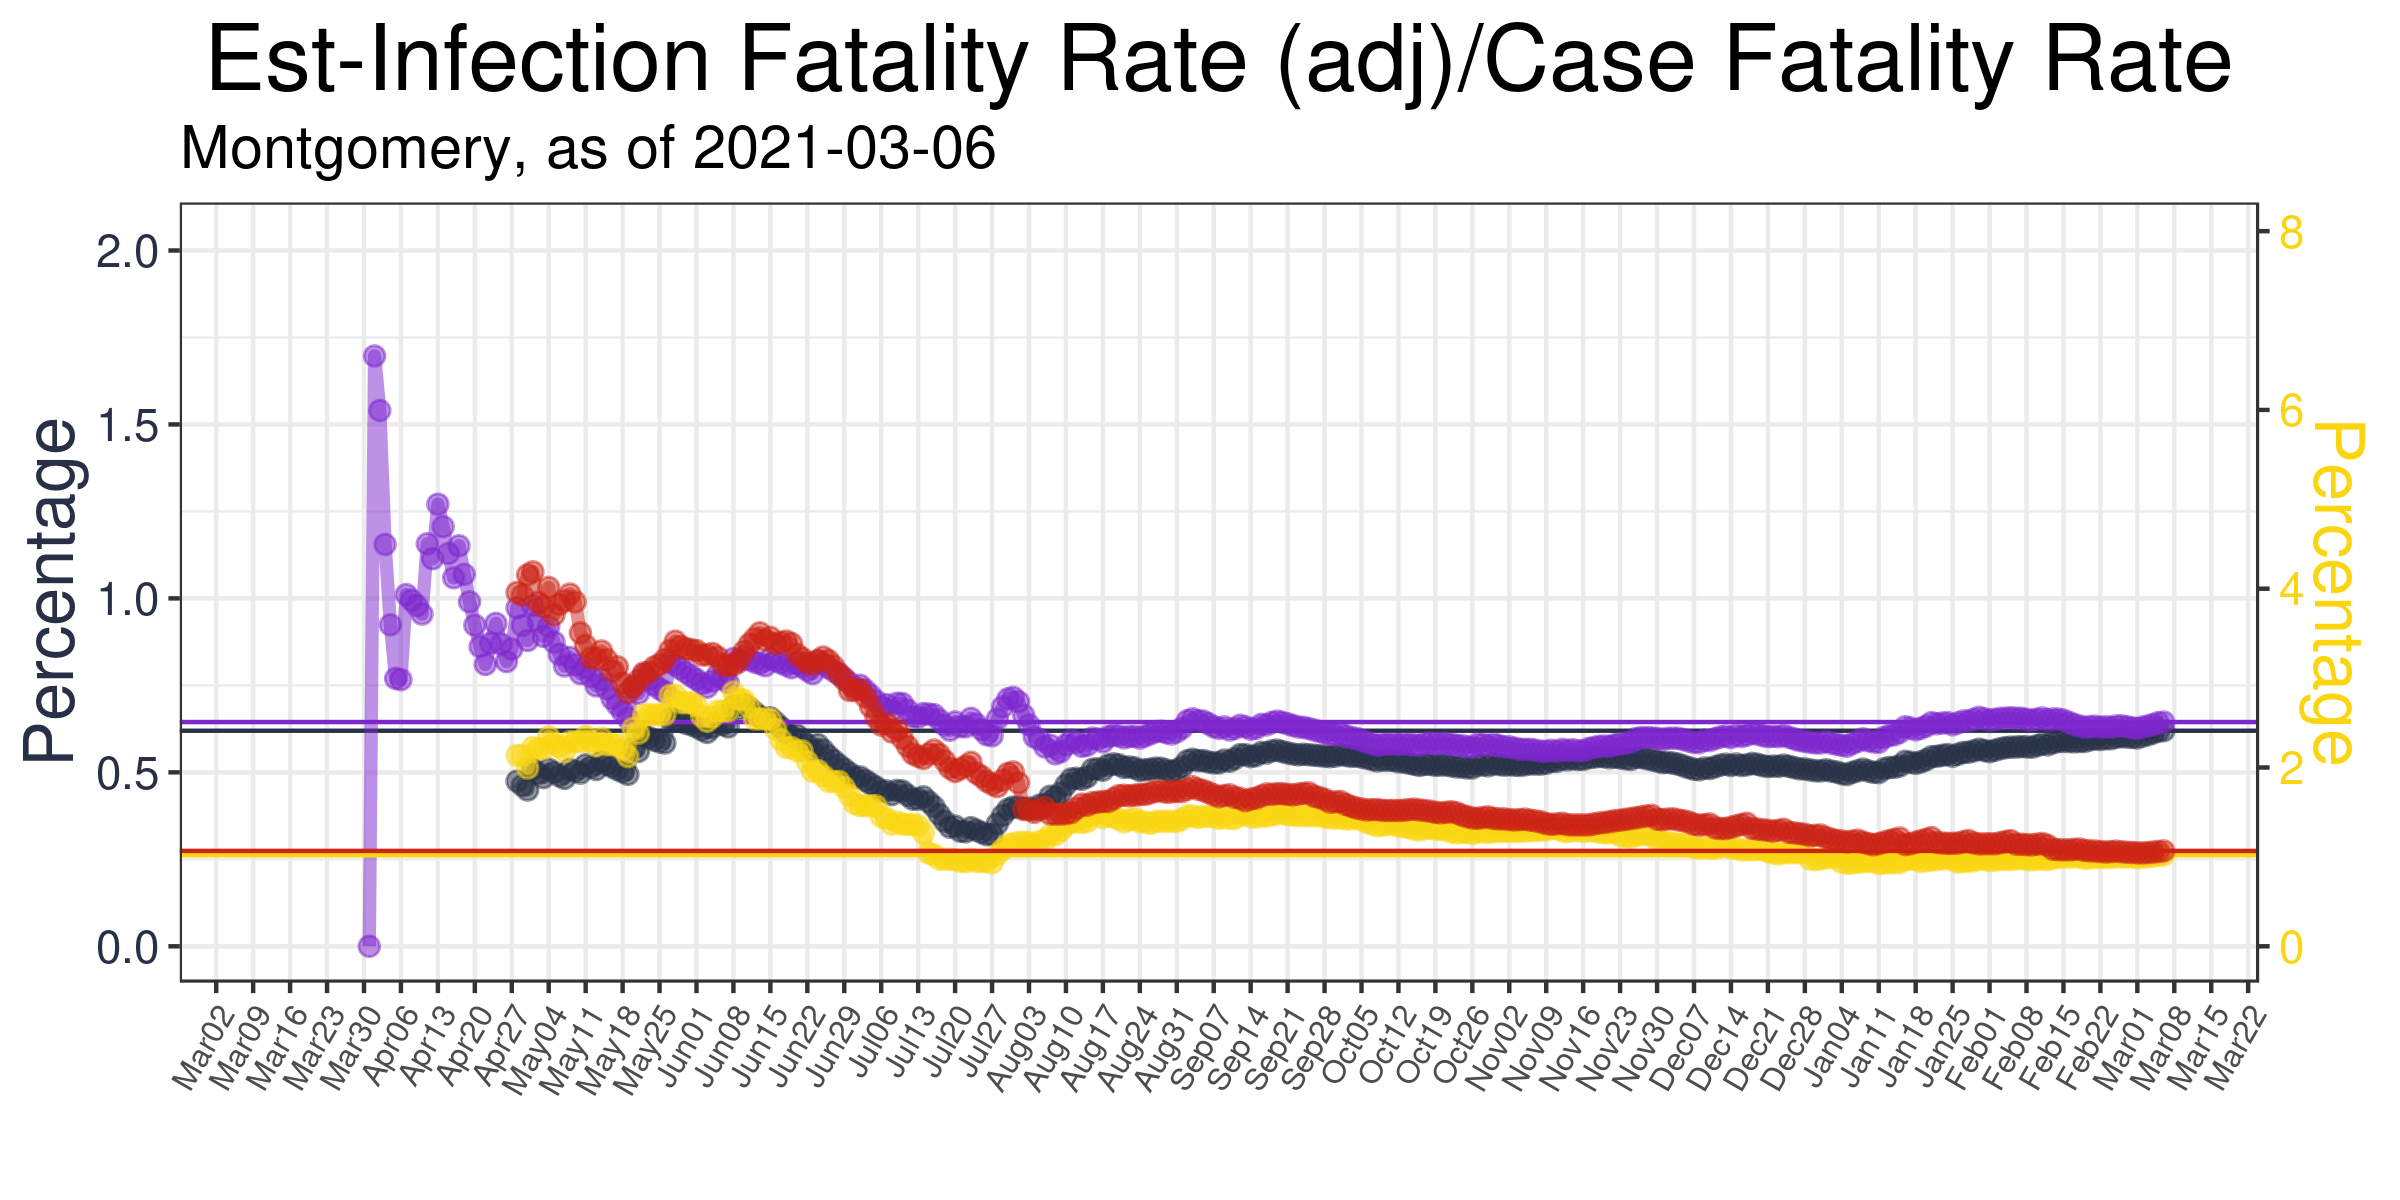 Est-Infection Fatality Rate (adj)/Case Fatality Rate
Montgomery, as of 2021-03-06
Percentage
2.0
1.5
1.0
0.5
0.0
8
6
4
2
0
Percentage
Mar02
Mar09
Mar16
Mar23
Mar30
Apr06
Apr13
Apr20
Apr27
May04
May11
May18
May25
Jun01
Jun08
Jun15
Jun22
Jun29
Jul06
Jul13
Jul20
Jul27
Aug03
Aug10
Aug17
Aug24
Aug31
Sep07
Sep14
Sep21
Sep28
Oct05
Oct12
Oct19
Oct26
Nov02
Nov09
Nov16
Nov23
Nov30
Dec07
Dec14
Dec21
Dec28
Jan04
Jan11
Jan18
Jan25
Feb01
Feb08
Feb15
Feb22
Mar01
Mar08
Mar15
Mar22